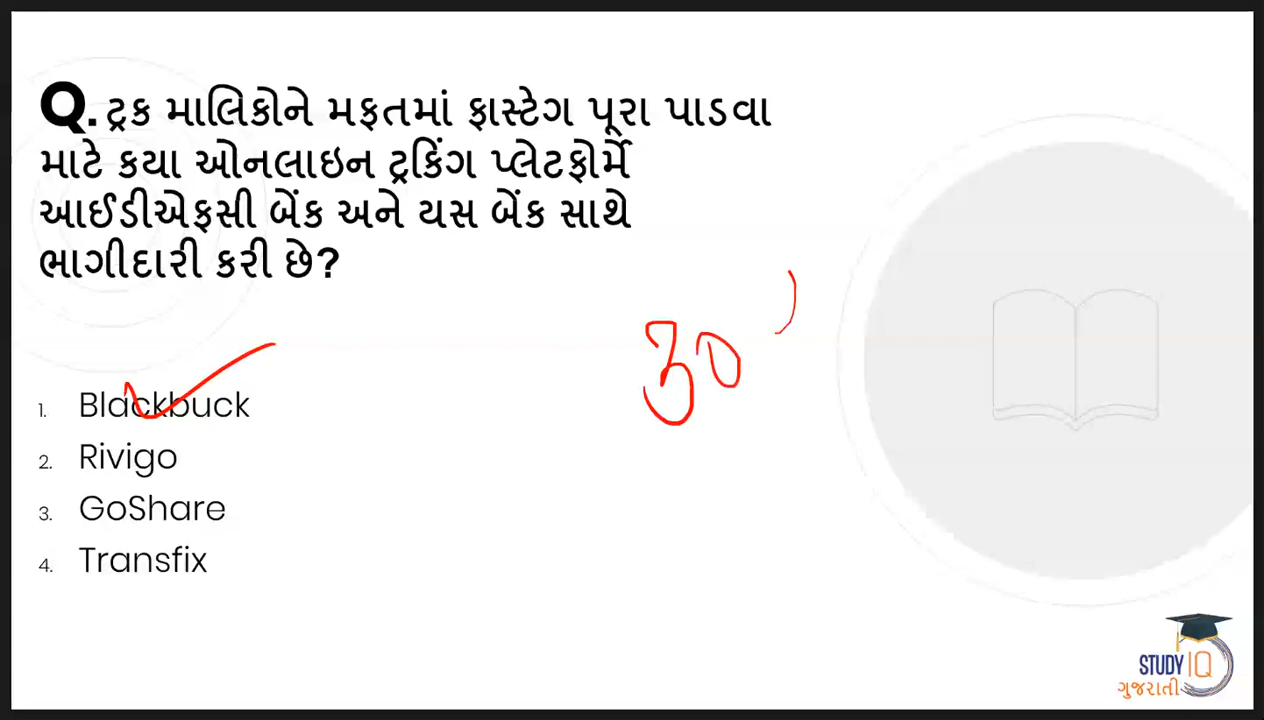 Q. ટ્રક માલિકોને મફતમાં ફાસ્ટેગ પૂરા પાડવા
માટે કયા ઓનલાઇન ટ્રકિંગ પ્લેટફોર્મે
આઈડીએફસી બેંક અને યસ બેંક સાથે
ભાગીદારી કરી છે?
30
1. Blackbuck
2. Rivigo
3. GoShare
4. Transfix
STUDY IQ
ગુજરાતી